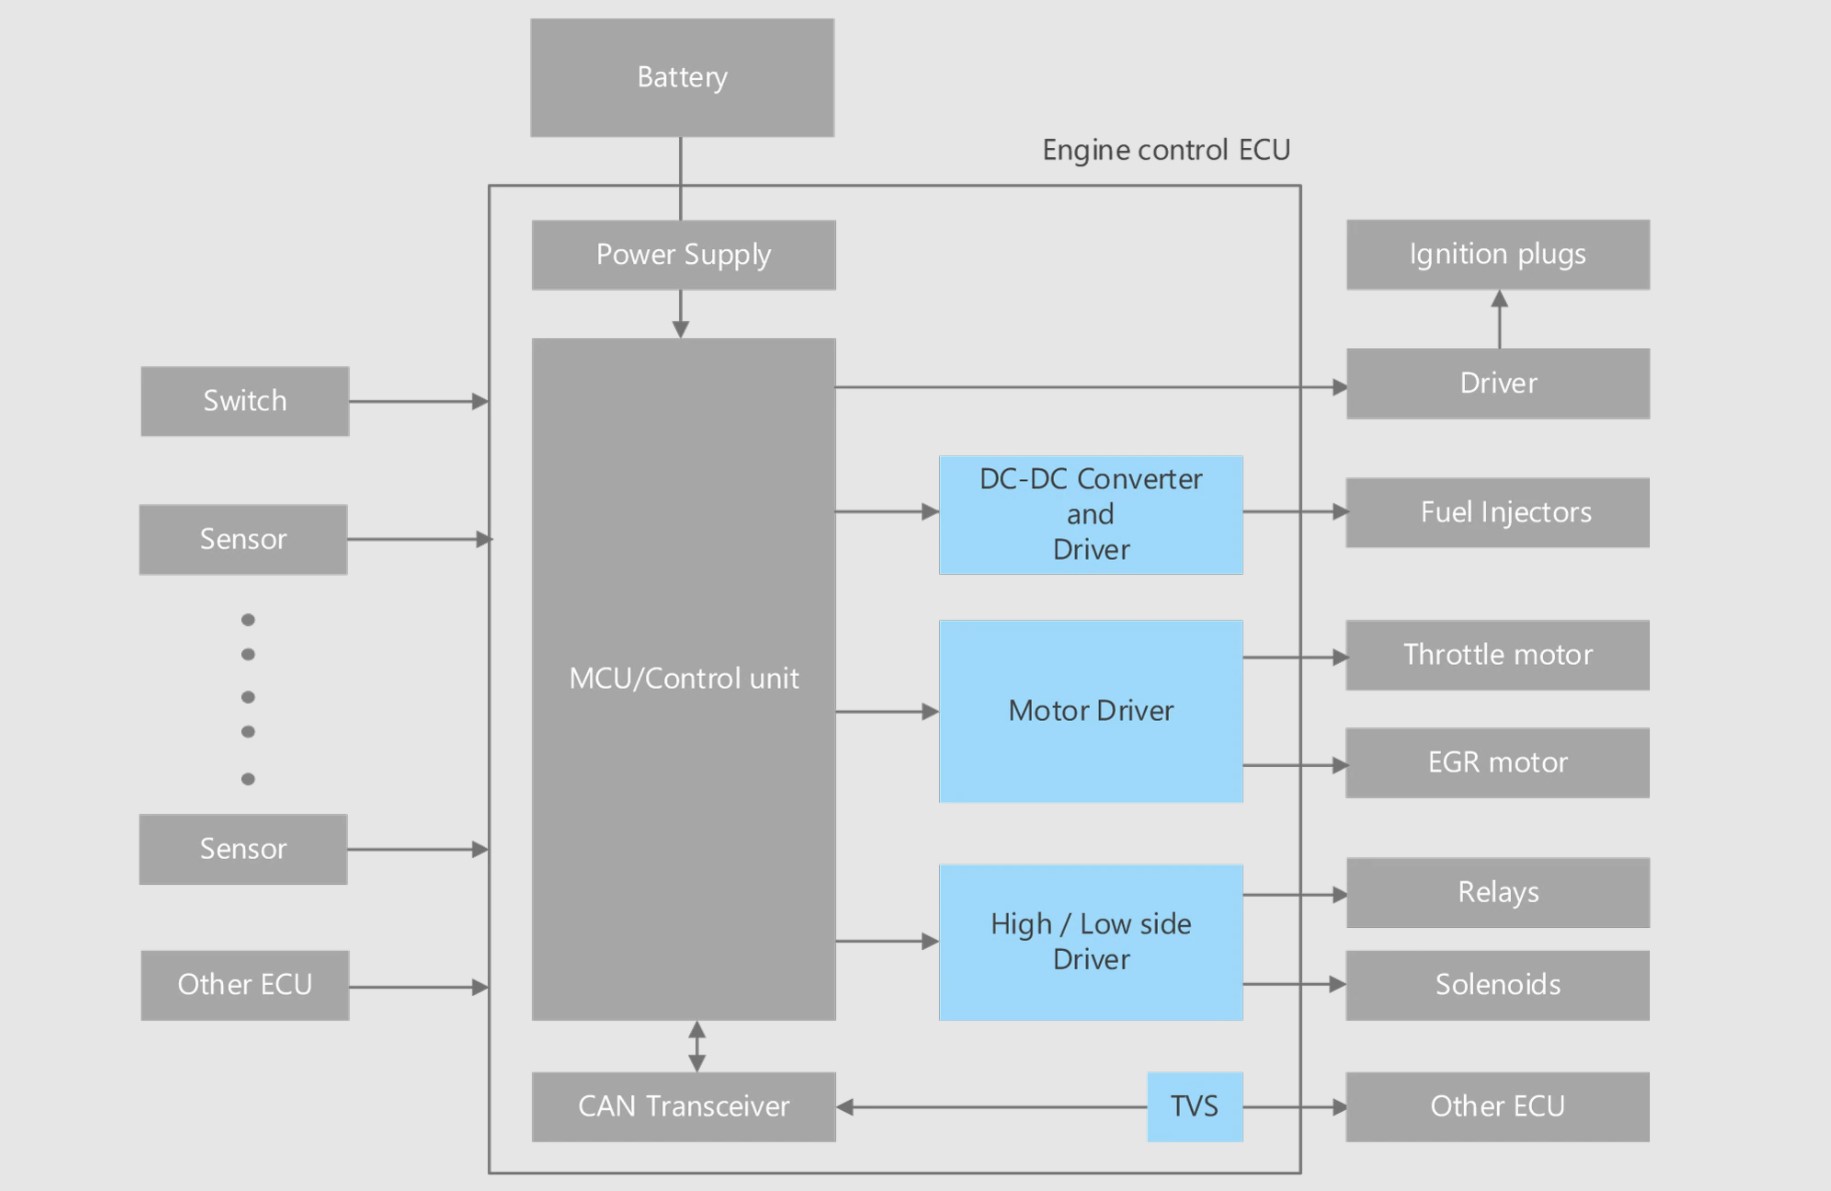 Battery
Engine control ECU
Power Supply
Ignition plugs
Driver
Switch
DC-DC Converter
and
Driver
Fuel Injectors
Sensor
Throttle motor
MCU/Control unit
Motor Driver
EGR motor
Sensor
Relays
High / Low side
Driver
Other ECU
Solenoids
CAN Transceiver
TVS
Other ECU